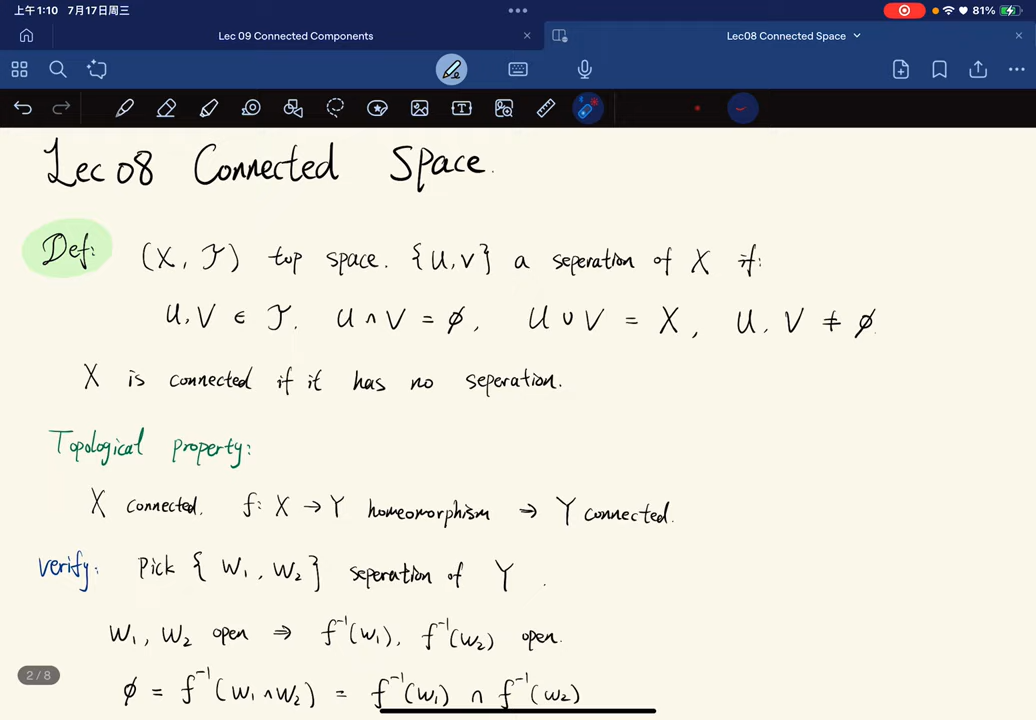 上午1:10 7月17日周三
81%
Lec 09 Connected Components
Lec08 Connected Space
Lec 08 Connected Space.
Def: (X, 𝒯) top space. {U,V} a seperation of X if:
U, V ∈ 𝒯. U ∩ V = ∅, U ∪ V = X, U, V ≠ ∅
X is connected if it has no seperation.
Topological property:
X connected. f: X → Y homeomorphism ⇒ Y connected.
verify: Pick { W₁, W₂ } seperation of Y.
W₁, W₂ open ⇒ f⁻¹(W₁), f⁻¹(W₂) open.
2 / 8
∅ = f⁻¹(W₁ ∩ W₂) = f⁻¹(W₁) ∩ f⁻¹(W₂)